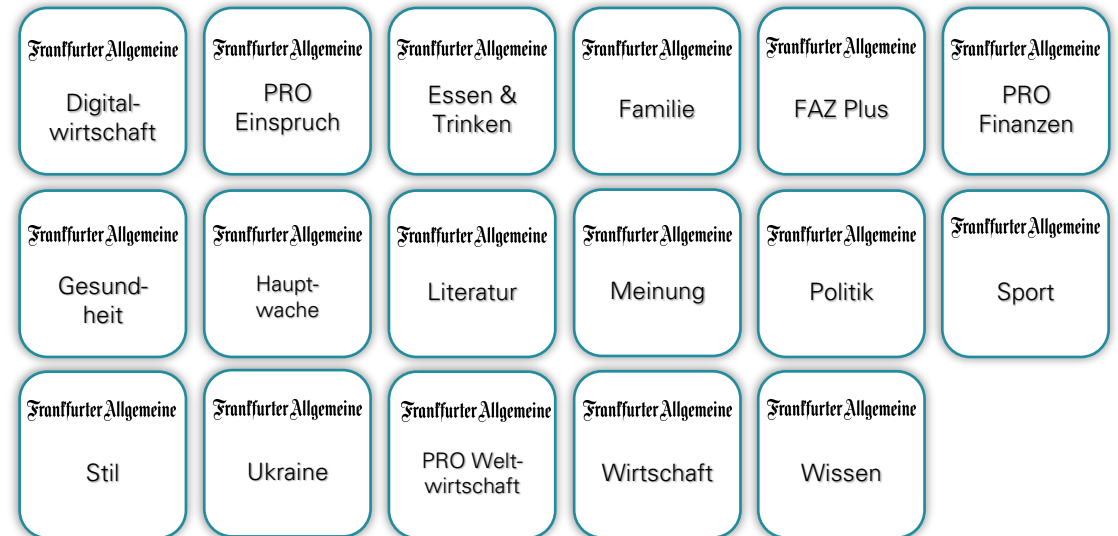 Frankfurter Allgemeine
Digital-
wirtschaft
Frankfurter Allgemeine
PRO
Einspruch
Frankfurter Allgemeine
Essen &
Trinken
Frankfurter Allgemeine
Familie
Frankfurter Allgemeine
FAZ Plus
Frankfurter Allgemeine
PRO
Finanzen
Frankfurter Allgemeine
Gesund-
heit
Frankfurter Allgemeine
Haupt-
wache
Frankfurter Allgemeine
Literatur
Frankfurter Allgemeine
Meinung
Frankfurter Allgemeine
Politik
Frankfurter Allgemeine
Sport
Frankfurter Allgemeine
Stil
Frankfurter Allgemeine
Ukraine
Frankfurter Allgemeine
PRO Welt-
wirtschaft
Frankfurter Allgemeine
Wirtschaft
Frankfurter Allgemeine
Wissen